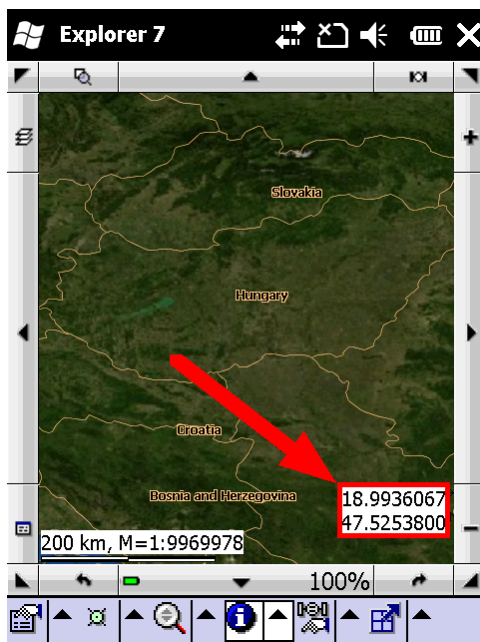 Explorer 7
Slovakia
Hungary
Croatia
Bosnia and Herzegovina
18.9936067
47.5253800
200 km, M=1:9969978
100%